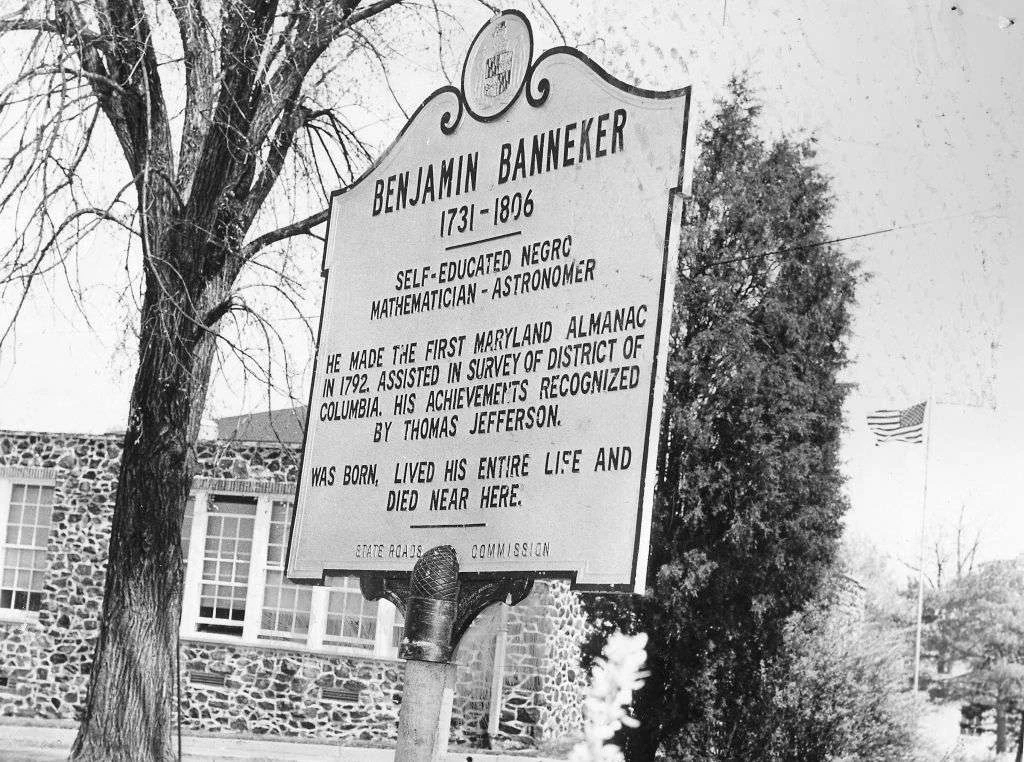 BENJAMIN BANNEKER
1731-1806
SELF-EDUCATED NEGRO
MATHEMATICIAN-ASTRONOMER
HE MADE THE FIRST MARYLAND ALMANAC
IN 1792. ASSISTED IN SURVEY OF DISTRICT OF
COLUMBIA. HIS ACHIEVEMENTS RECOGNIZED
BY THOMAS JEFFERSON.
WAS BORN, LIVED HIS ENTIRE LIFE AND
DIED NEAR HERE.
STATE ROADS COMMISSION